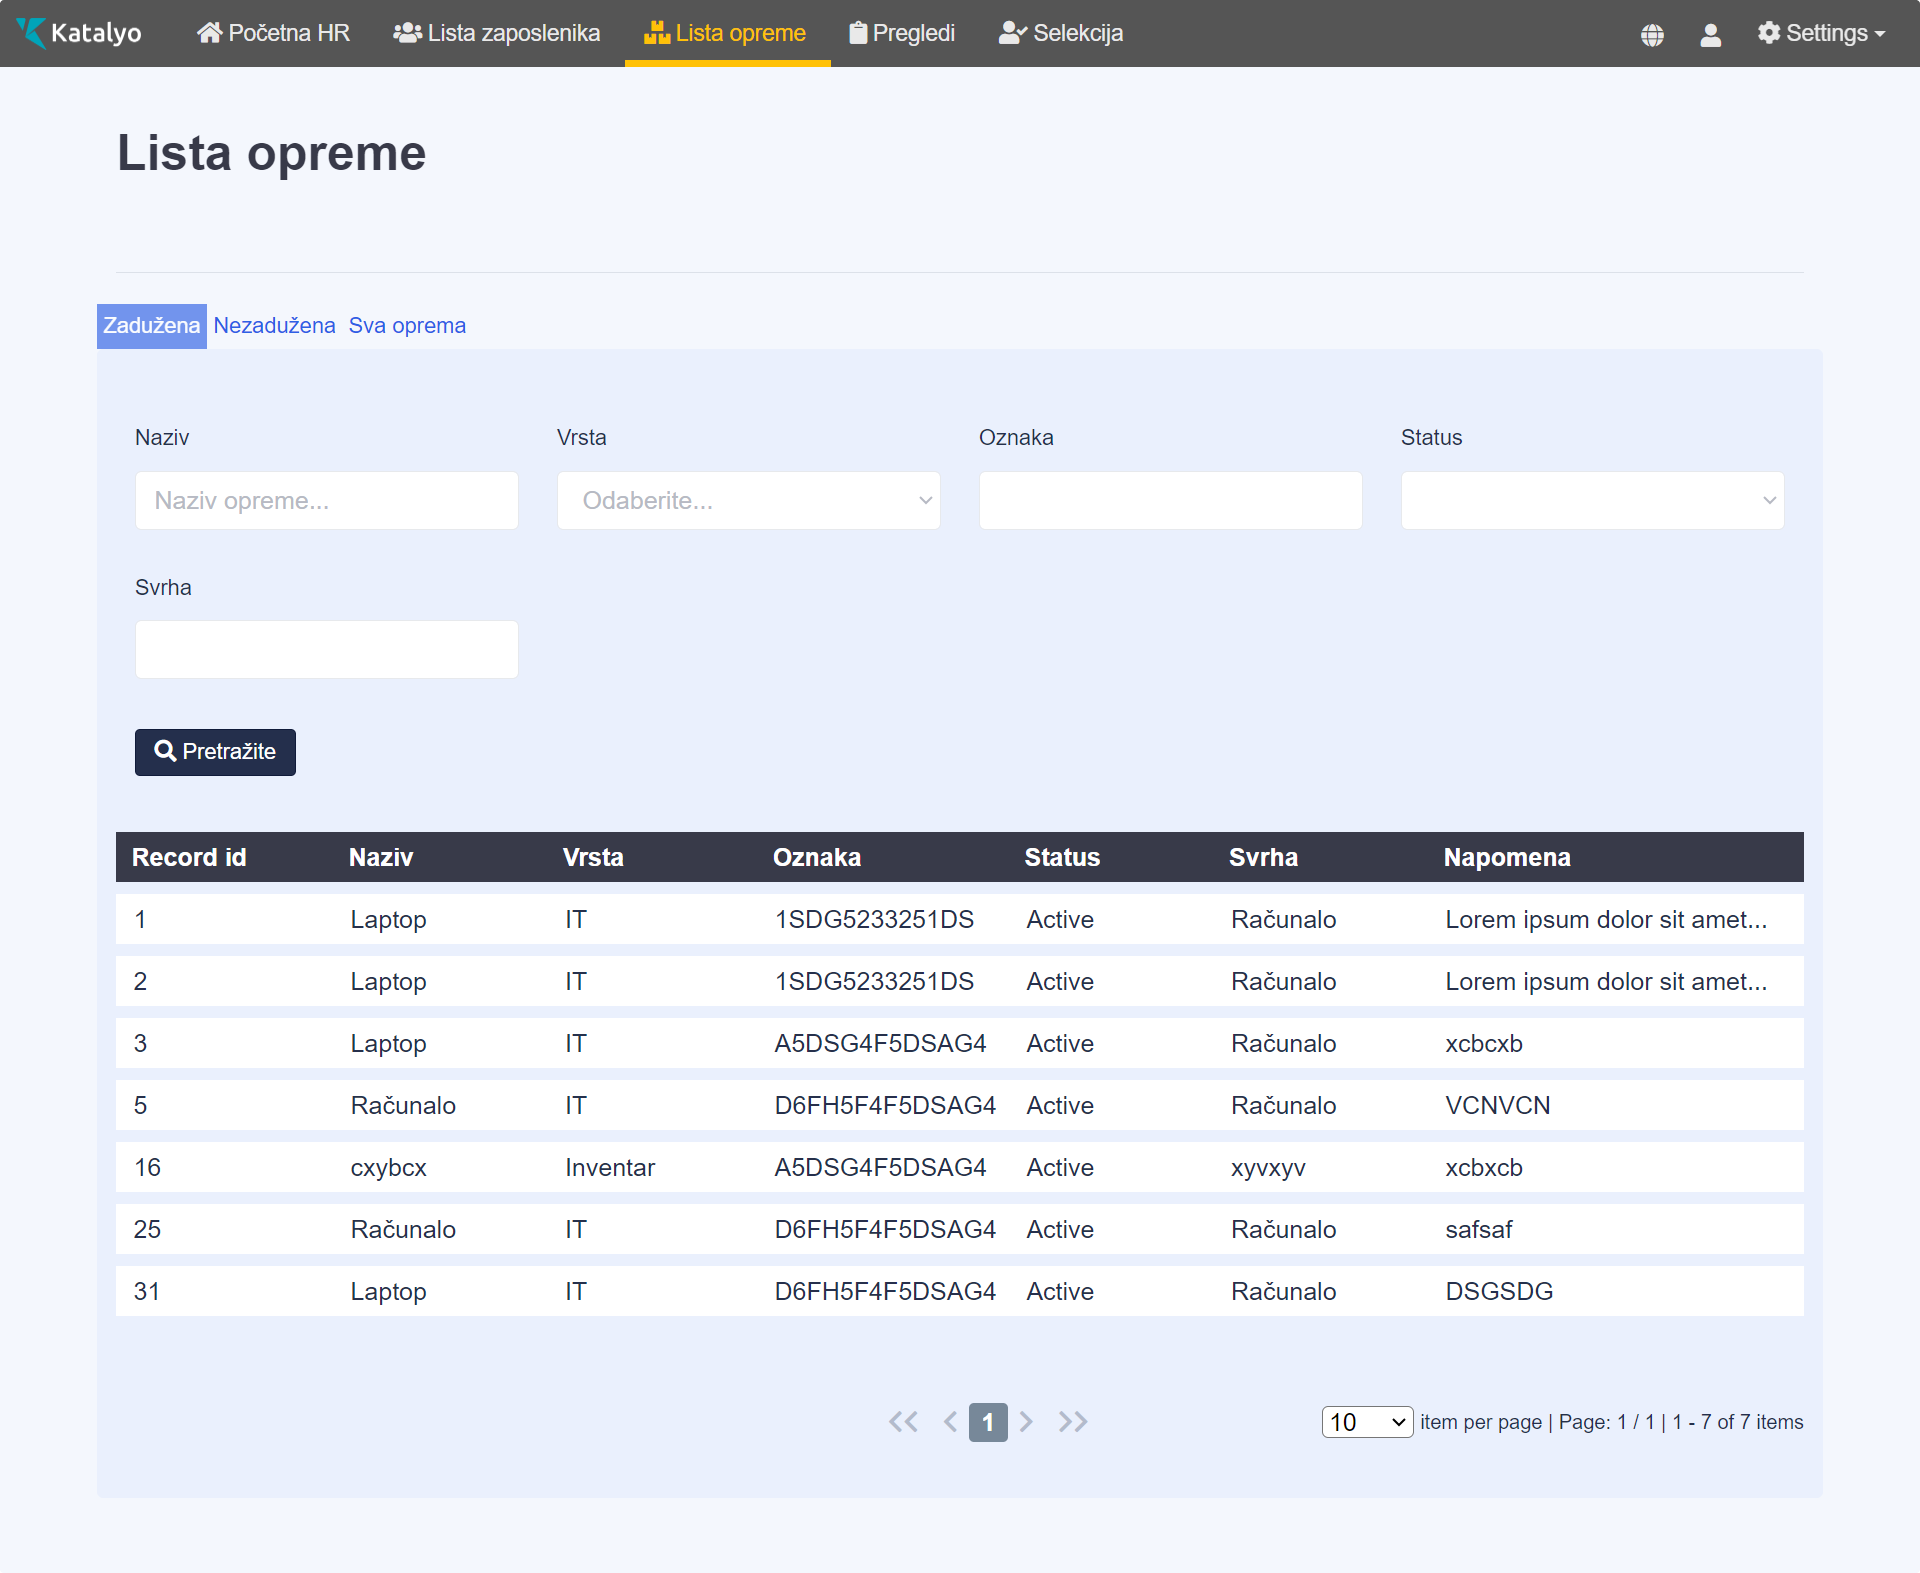 Katalyo Početna HR Lista zaposlenika Lista opreme Pregledi Selekcija Settings
Lista opreme
Zadužena Nezadužena Sva oprema
Naziv Vrsta Oznaka Status
Naziv opreme... Odaberite...
Svrha
Pretražite
Record id Naziv Vrsta Oznaka Status Svrha Napomena
1 Laptop IT 1SDG5233251DS Active Računalo Lorem ipsum dolor sit amet...
2 Laptop IT 1SDG5233251DS Active Računalo Lorem ipsum dolor sit amet...
3 Laptop IT A5DSG4F5DSAG4 Active Računalo xcbcxb
5 Računalo IT D6FH5F4F5DSAG4 Active Računalo VCNVCN
16 cxybcx Inventar A5DSG4F5DSAG4 Active xyvxyv xcbxcb
25 Računalo IT D6FH5F4F5DSAG4 Active Računalo safsaf
31 Laptop IT D6FH5F4F5DSAG4 Active Računalo DSGSDG
1 10 item per page | Page: 1 / 1 | 1 - 7 of 7 items